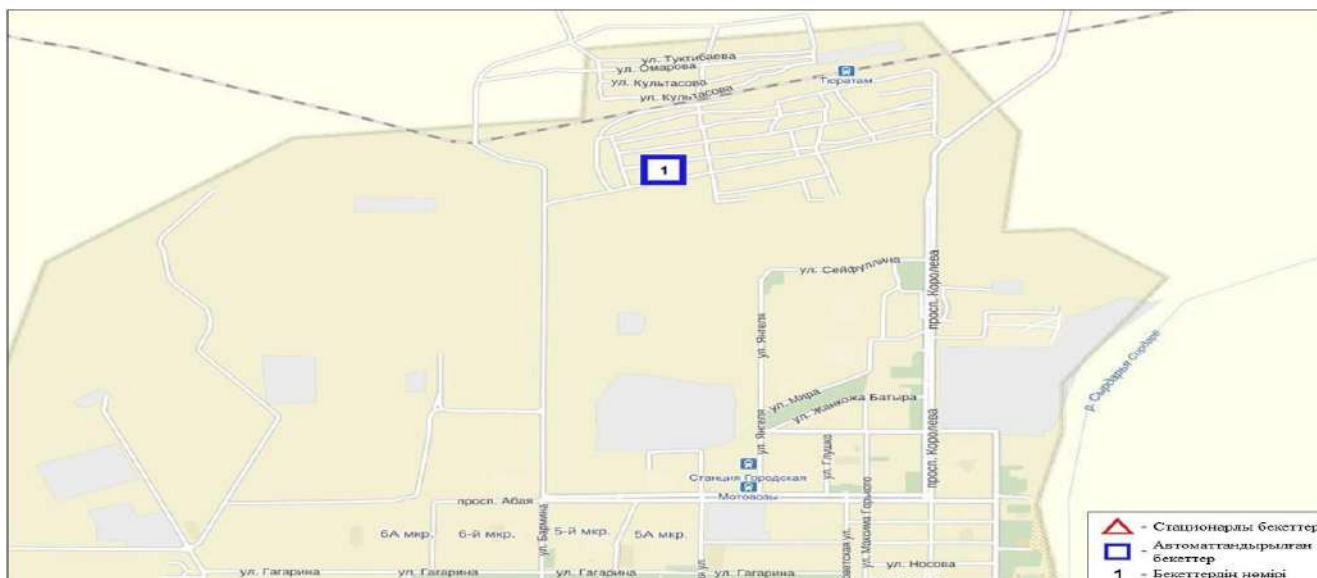 ул. Туктибаева
ул. Омарова
ул. Культасова
ул. Культасова
Тюратам
1
ул. Сейфуллина
просп. Королева
ул. Янгеля
р. Сырдарья Сирдаре
ул. Мира
ул. Жанкожа Батыра
ул. Янгеля
просп. Королева
ул. Глушко
Станция Городская
Мотовозы
ул. Максима Горького
просп. Абая
6А мкр.
6-й мкр.
ул. Бармина
5-й мкр.
5А мкр.
ул. Носова
ул. Гагарина
ул. Гагарина
ул. Гагарина
ул. Гагарина
- Стационарлы бекеттер
- Автоматтандырылған
бекеттер
1 - Бекеттердің нөмірі